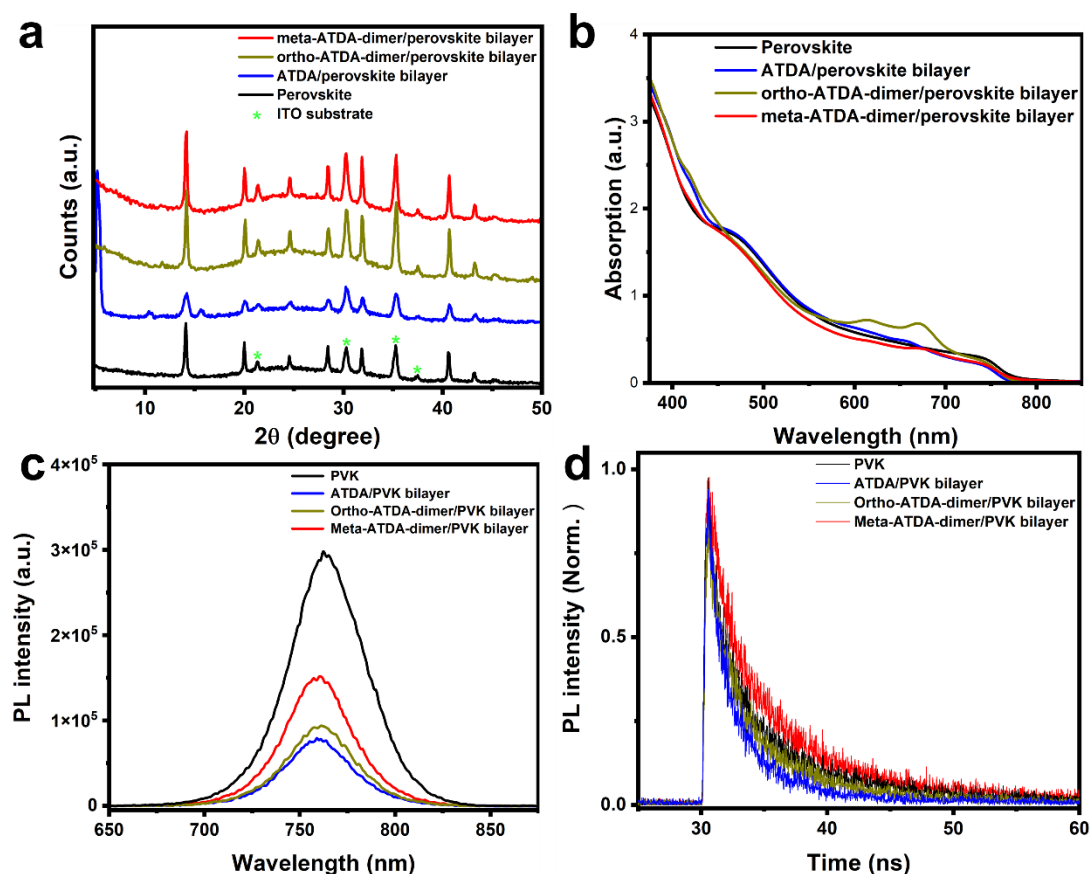 a
meta-ATDA-dimer/perovskite bilayer
ortho-ATDA-dimer/perovskite bilayer
ATDA/perovskite bilayer
Perovskite
* ITO substrate
Counts (a.u.)
10
20
30
40
50
2θ (degree)
b
Perovskite
ATDA/perovskite bilayer
ortho-ATDA-dimer/perovskite bilayer
meta-ATDA-dimer/perovskite bilayer
Absorption (a.u.)
4
3
2
1
0
400
500
600
700
800
Wavelength (nm)
c
PVK
ATDA/PVK bilayer
Ortho-ATDA-dimer/PVK bilayer
Meta-ATDA-dimer/PVK bilayer
PL intensity (a.u.)
4×10⁵
3×10⁵
2×10⁵
1×10⁵
0
650
700
750
800
850
Wavelength (nm)
d
PVK
ATDA/PVK bilayer
Ortho-ATDA-dimer/PVK bilayer
Meta-ATDA-dimer/PVK bilayer
PL intensity (Norm. )
1.0
0.5
0.0
30
40
50
60
Time (ns)